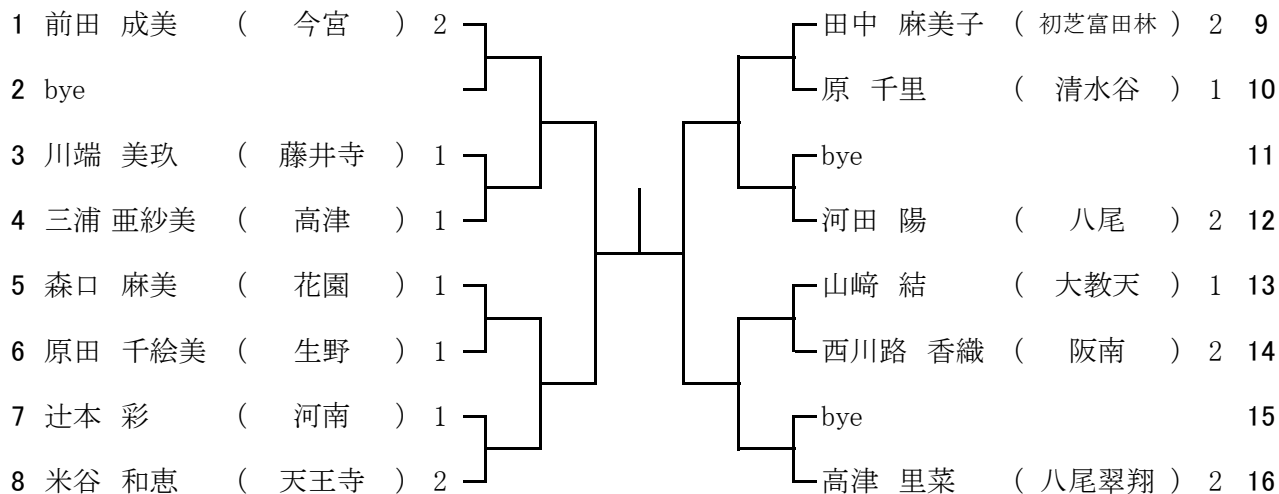 1 前田 成美 ( 今宮 ) 2
2 bye
3 川端 美玖 ( 藤井寺 ) 1
4 三浦 亜紗美 ( 高津 ) 1
5 森口 麻美 ( 花園 ) 1
6 原田 千絵美 ( 生野 ) 1
7 辻本 彩 ( 河南 ) 1
8 米谷 和恵 ( 天王寺 ) 2
田中 麻美子 ( 初芝富田林 ) 2 9
原 千里 ( 清水谷 ) 1 10
bye 11
河田 陽 ( 八尾 ) 2 12
山﨑 結 ( 大教天 ) 1 13
西川路 香織 ( 阪南 ) 2 14
bye 15
高津 里菜 ( 八尾翠翔 ) 2 16